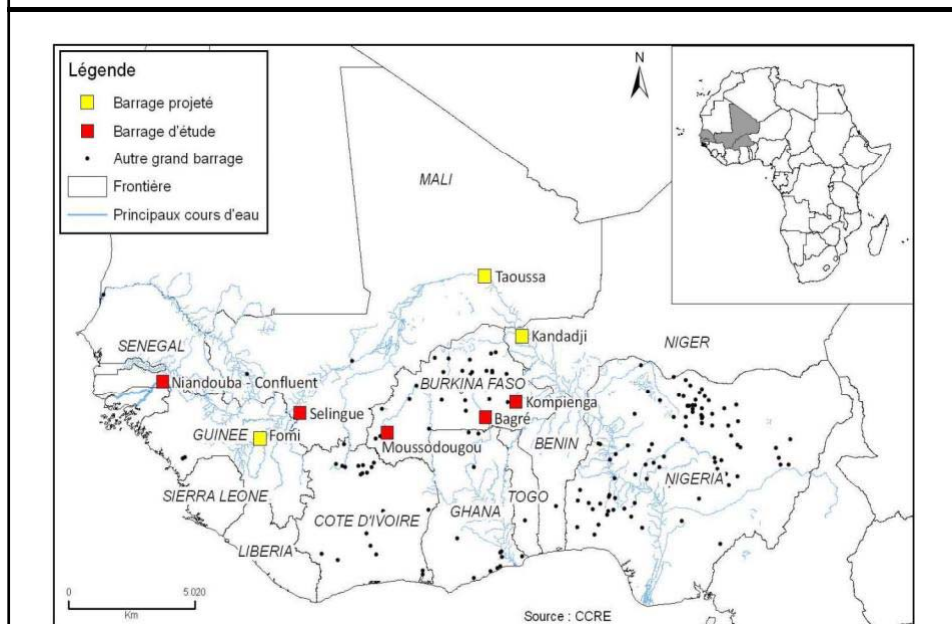 Légende
Barrage projeté
Barrage d'étude
Autre grand barrage
Frontière
Principaux cours d'eau
N
MALI
Taoussa
Kandadji
NIGER
SENEGAL
Niandouba - Confluent
BURKINA FASO
Kompienga
Selingue
Bagré
GUINEE
Fomi
Moussodougou
BENIN
NIGERIA
SIERRA LEONE
COTE D'IVOIRE
GHANA
TOGO
LIBERIA
0 5 020
Km
Source : CCRE